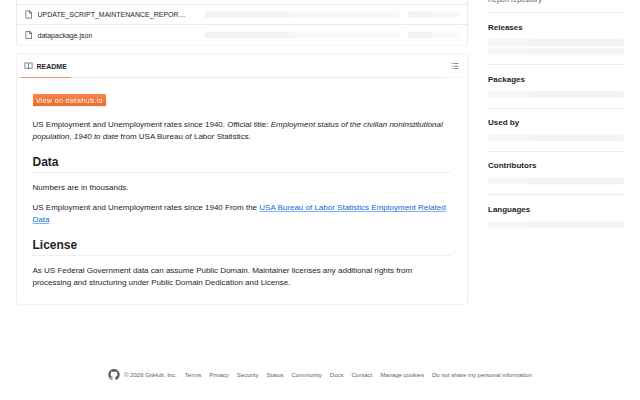 Report repository
UPDATE_SCRIPT_MAINTENANCE_REPOR...
datapackage.json
README
View on datahub.io
US Employment and Unemployment rates since 1940. Official title: Employment status of the civilian noninstitutional
population, 1940 to date from USA Bureau of Labor Statistics.
Data
Numbers are in thousands.
US Employment and Unemployment rates since 1940 From the USA Bureau of Labor Statistics Employment Related
Data
License
As US Federal Government data can assume Public Domain. Maintainer licenses any additional rights from
processing and structuring under Public Domain Dedication and License.
Releases
Packages
Used by
Contributors
Languages
© 2026 GitHub, Inc. Terms Privacy Security Status Community Docs Contact Manage cookies Do not share my personal information